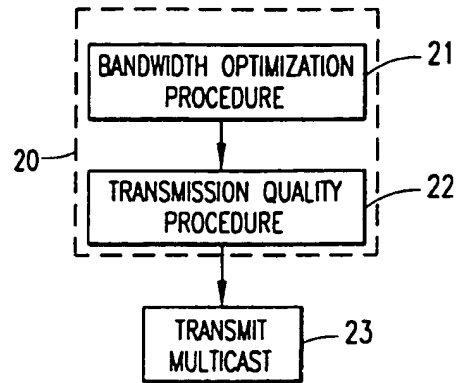 BANDWIDTH OPTIMIZATION
PROCEDURE
21
20
TRANSMISSION QUALITY
PROCEDURE
22
TRANSMIT
MULTICAST
23